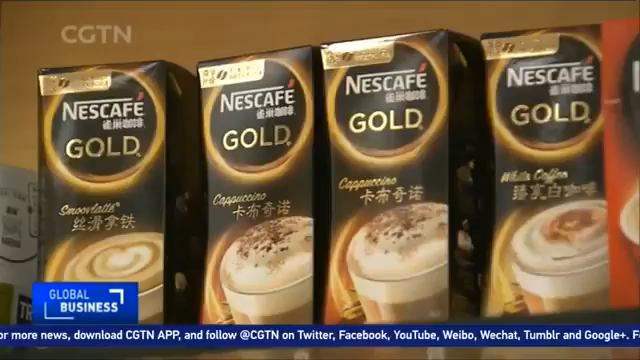 CGTN
NESCAFÉ
雀巢咖啡
GOLD
Smoovlatté
丝滑拿铁
NESCAFÉ
雀巢咖啡
GOLD
Cappuccino
卡布奇诺
NESCAFÉ
雀巢咖啡
GOLD
Cappuccino
卡布奇诺
NESCAFÉ
雀巢咖啡
GOLD
White Coffee
臻享白咖啡
GLOBAL
BUSINESS
or more news, download CGTN APP, and follow @CGTN on Twitter, Facebook, YouTube, Weibo, Wechat, Tumblr and Google+. F